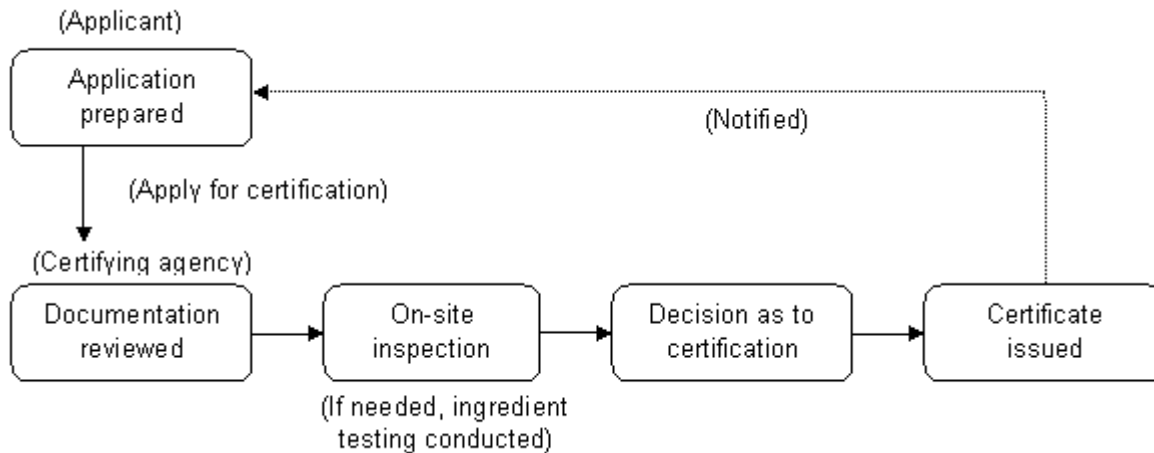 (Applicant)
Application
prepared
(Notified)
(Apply for certification)
(Certifying agency)
Documentation
reviewed
On-site
inspection
(If needed, ingredient
testing conducted)
Decision as to
certification
Certificate
issued